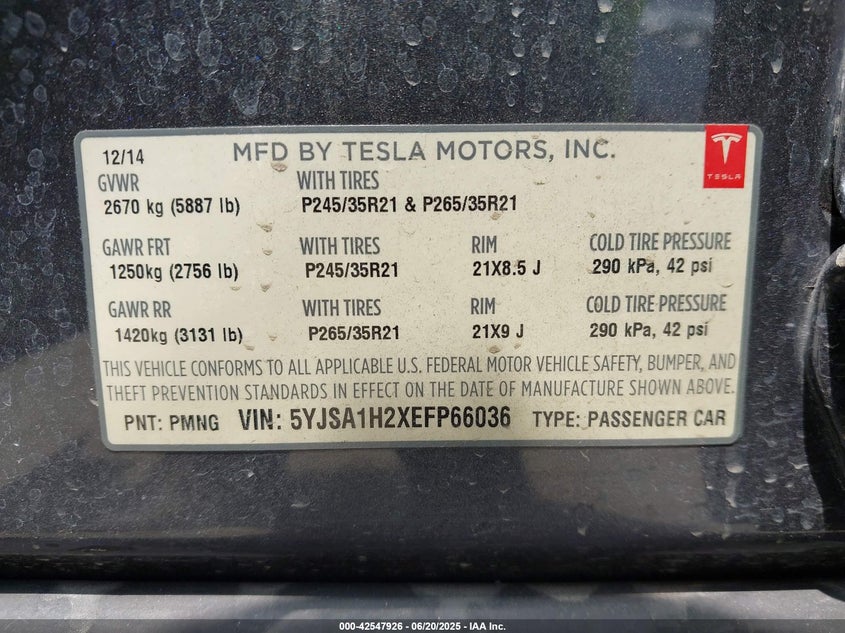 12/14 MFD BY TESLA MOTORS, INC.
TESLA
GVWR WITH TIRES
2670 kg (5887 lb) P245/35R21 & P265/35R21
GAWR FRT WITH TIRES RIM COLD TIRE PRESSURE
1250kg (2756 lb) P245/35R21 21X8.5 J 290 kPa, 42 psi
GAWR RR WITH TIRES RIM COLD TIRE PRESSURE
1420kg (3131 lb) P265/35R21 21X9 J 290 kPa, 42 psi
THIS VEHICLE CONFORMS TO ALL APPLICABLE U.S. FEDERAL MOTOR VEHICLE SAFETY, BUMPER, AND
THEFT PREVENTION STANDARDS IN EFFECT ON THE DATE OF MANUFACTURE SHOWN ABOVE.
PNT: PMNG VIN: 5YJSA1H2XEFP66036 TYPE: PASSENGER CAR
000-42547926 - 06/20/2025 - IAA Inc.